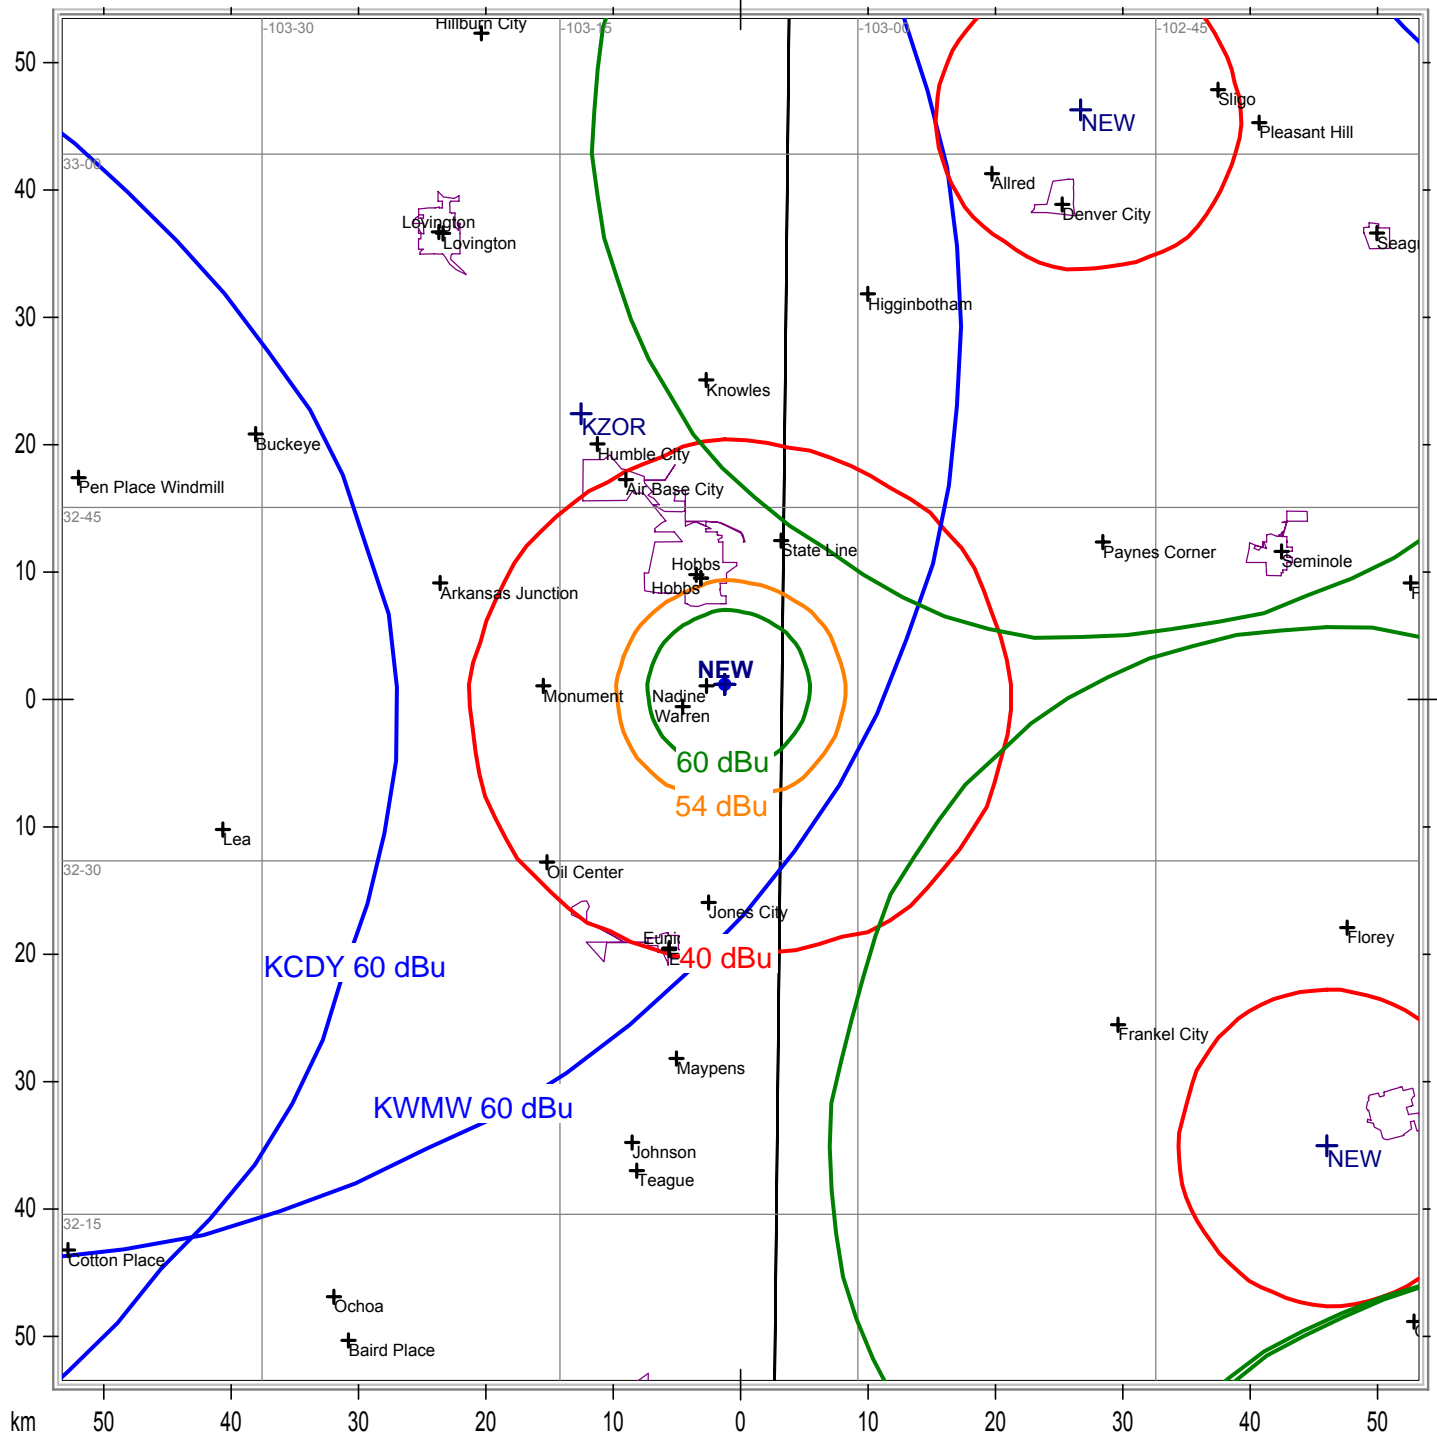 Hillburn City
-103-30
-103-15
-103-00
-102-45
50
Sligo
NEW
Pleasant Hill
33-00
40
Allred
Denver City
Lovington
Lovington
Seagr
30
Higginbotham
Knowles
KZOR
Buckeye
20
Humble City
Pen Place Windmill
Air Base City
32-45
State Line
Paynes Corner
Seminole
10
Hobbs
Hobbs
Arkansas Junction
NEW
0
Monument
Nadine
Warren
60 dBu
54 dBu
10
Lea
32-30
Oil Center
Jones City
Florey
Euni
20
40 dBu
KCDY 60 dBu
Frankel City
30
Maypens
KWMW 60 dBu
Johnson
NEW
Teague
40
32-15
Cotton Place
Ochoa
50
Baird Place
km 50 40 30 20 10 0 10 20 30 40 50